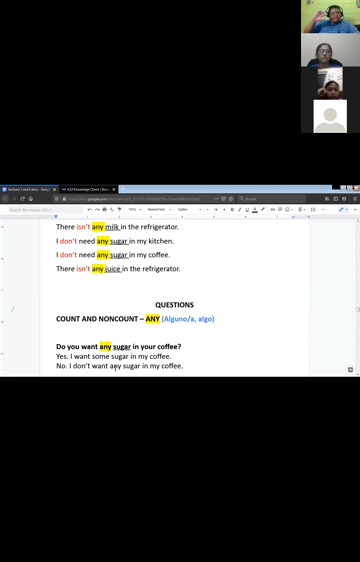 There isn't any milk in the refrigerator.
I don't need any sugar in my kitchen.
I don't need any sugar in my coffee.
There isn't any juice in the refrigerator.
QUESTIONS
COUNT AND NONCOUNT – ANY (Alguno/a, algo)
Do you want any sugar in your coffee?
Yes. I want some sugar in my coffee.
No. I don't want any sugar in my coffee.